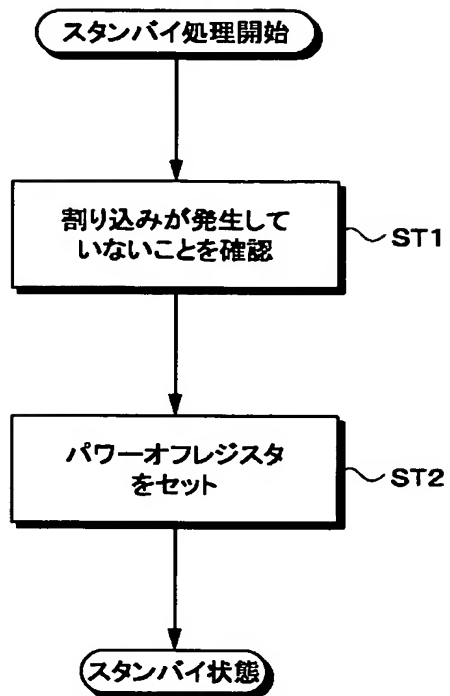 スタンバイ処理開始
割り込みが発生して
いないことを確認
ST1
パワーオフレジスタ
をセット
ST2
スタンバイ状態